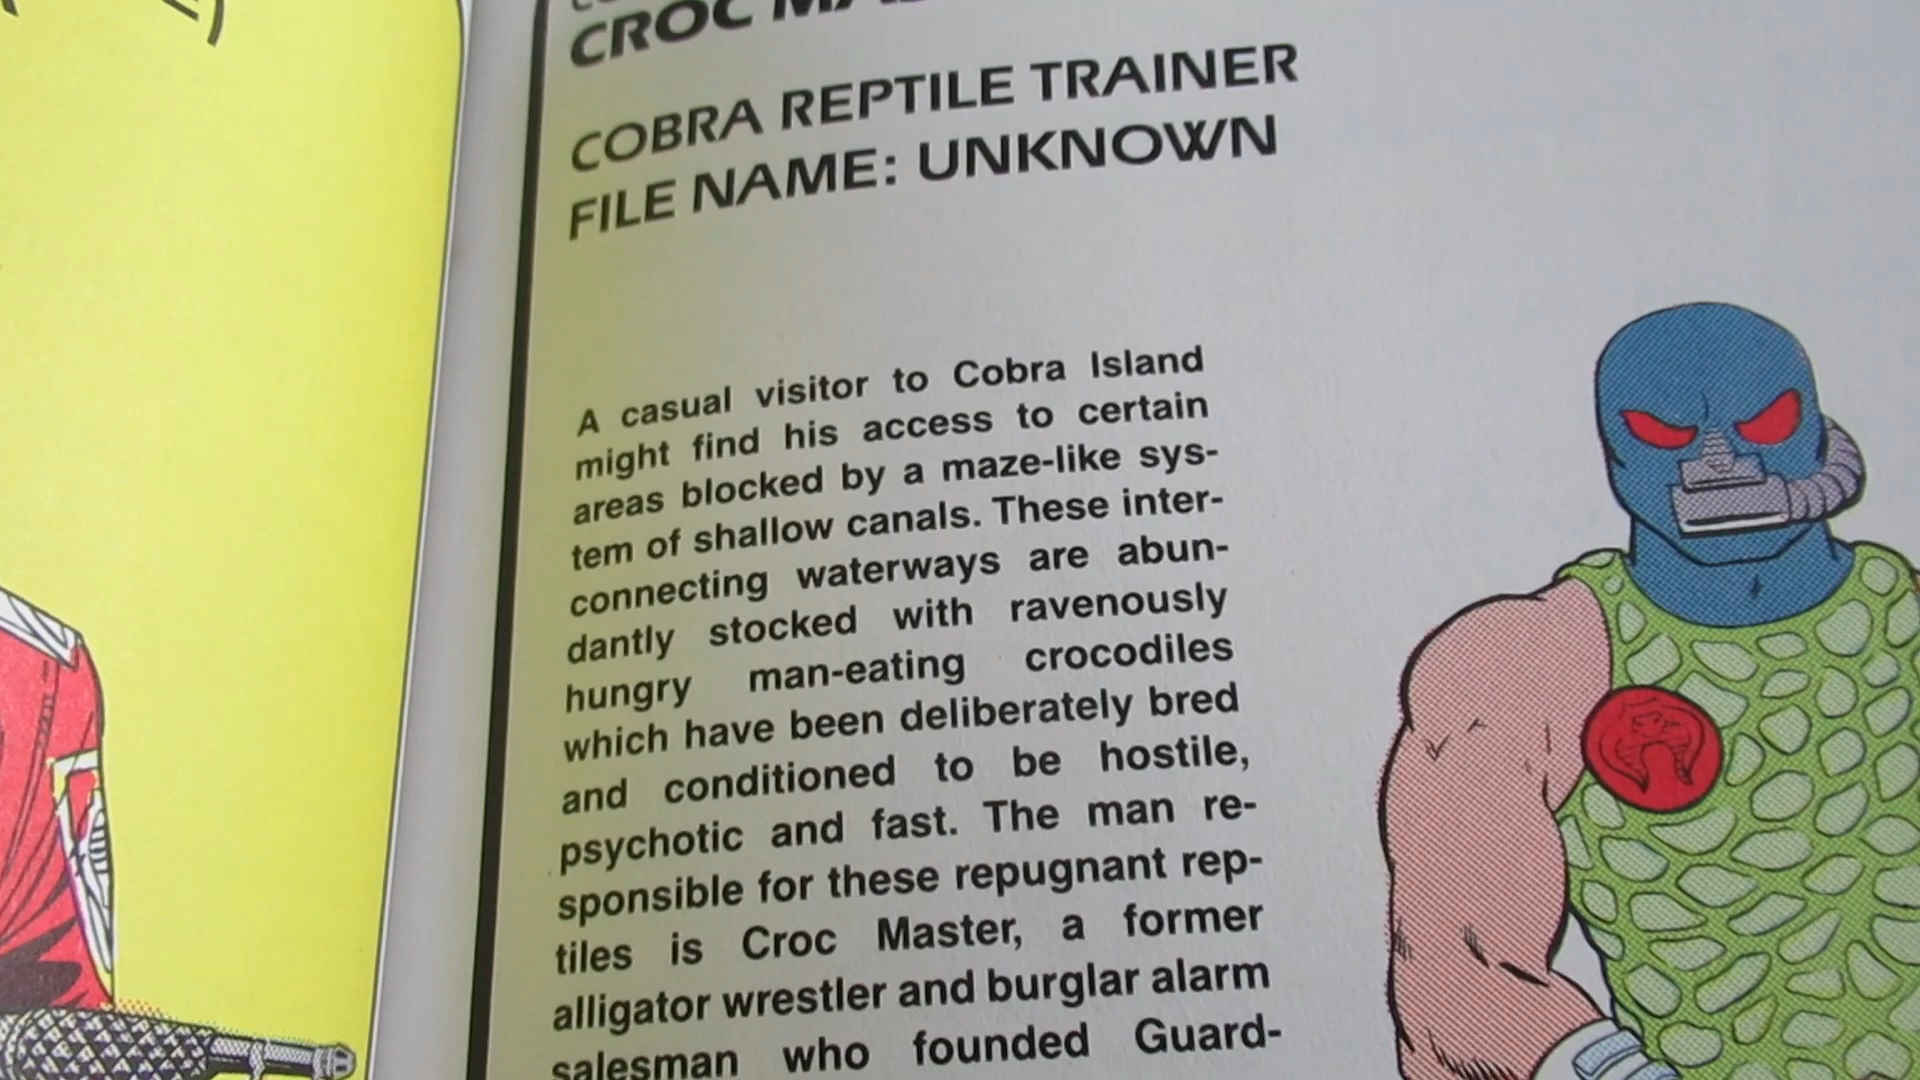 CROC MA
COBRA REPTILE TRAINER
FILE NAME: UNKNOWN
A casual visitor to Cobra Island
might find his access to certain
areas blocked by a maze-like sys-
tem of shallow canals. These inter-
connecting waterways are abun-
dantly stocked with ravenously
hungry man-eating crocodiles
which have been deliberately bred
and conditioned to be hostile,
psychotic and fast. The man re-
sponsible for these repugnant rep-
tiles is Croc Master, a former
alligator wrestler and burglar alarm
salesman who founded Guard-